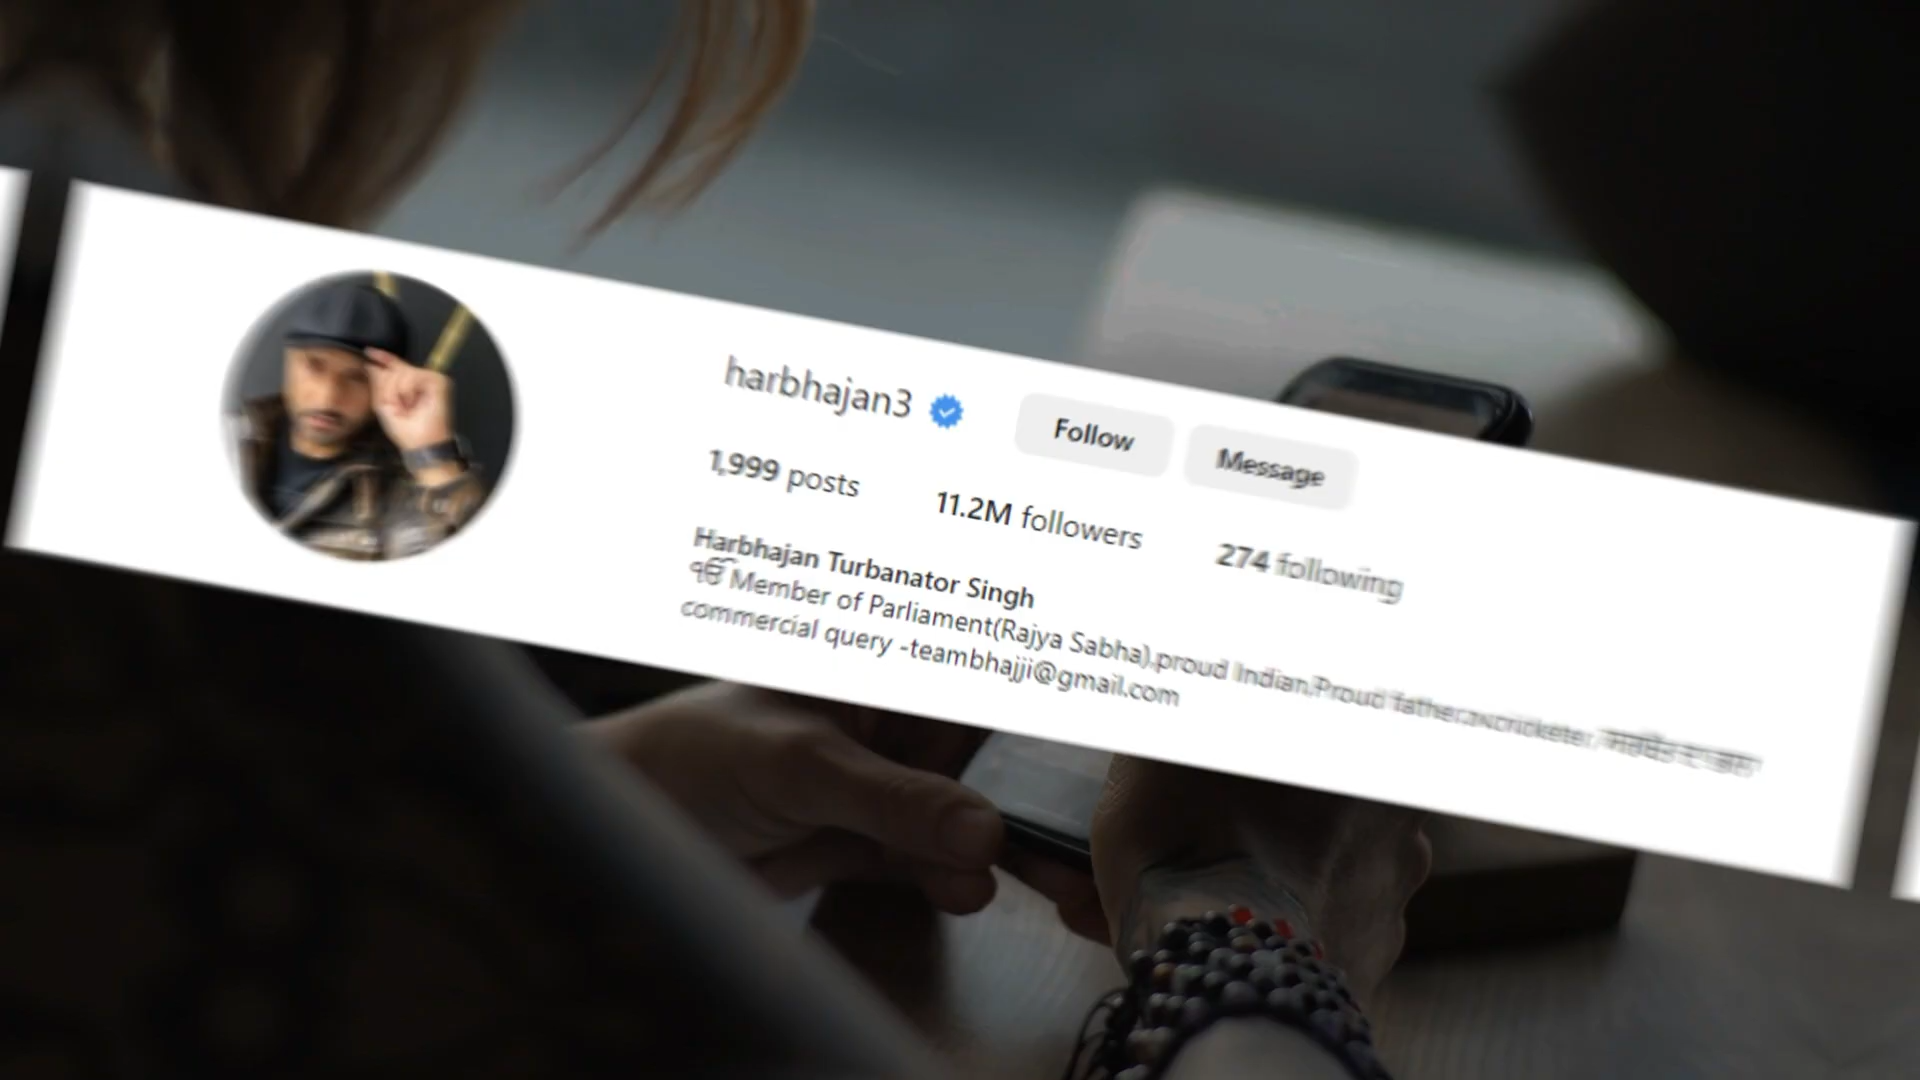 harbhajan3
Follow
Message
1,999 posts
11.2M followers
274 following
Harbhajan Turbanator Singh
ੴ Member of Parliament(Rajya Sabha),proud Indian,Proud father
commercial query -teambhajji@gmail.com